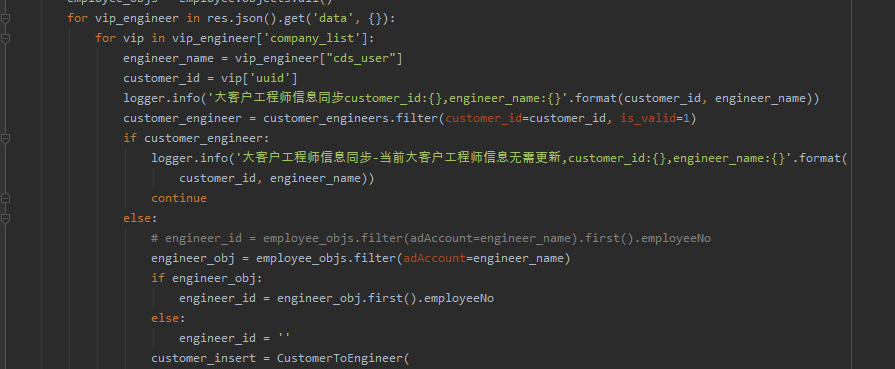 employee_objs = Employee.objects.all()
for vip_engineer in res.json().get('data', {}):
for vip in vip_engineer['company_list']:
engineer_name = vip_engineer["cds_user"]
customer_id = vip['uuid']
logger.info('大客户工程师信息同步customer_id:{},engineer_name:{}'.format(customer_id, engineer_name))
customer_engineer = customer_engineers.filter(customer_id=customer_id, is_valid=1)
if customer_engineer:
logger.info('大客户工程师信息同步-当前大客户工程师信息无需更新,customer_id:{},engineer_name:{}'.format(
customer_id, engineer_name))
continue
else:
# engineer_id = employee_objs.filter(adAccount=engineer_name).first().employeeNo
engineer_obj = employee_objs.filter(adAccount=engineer_name)
if engineer_obj:
engineer_id = engineer_obj.first().employeeNo
else:
engineer_id = ''
customer_insert = CustomerToEngineer(